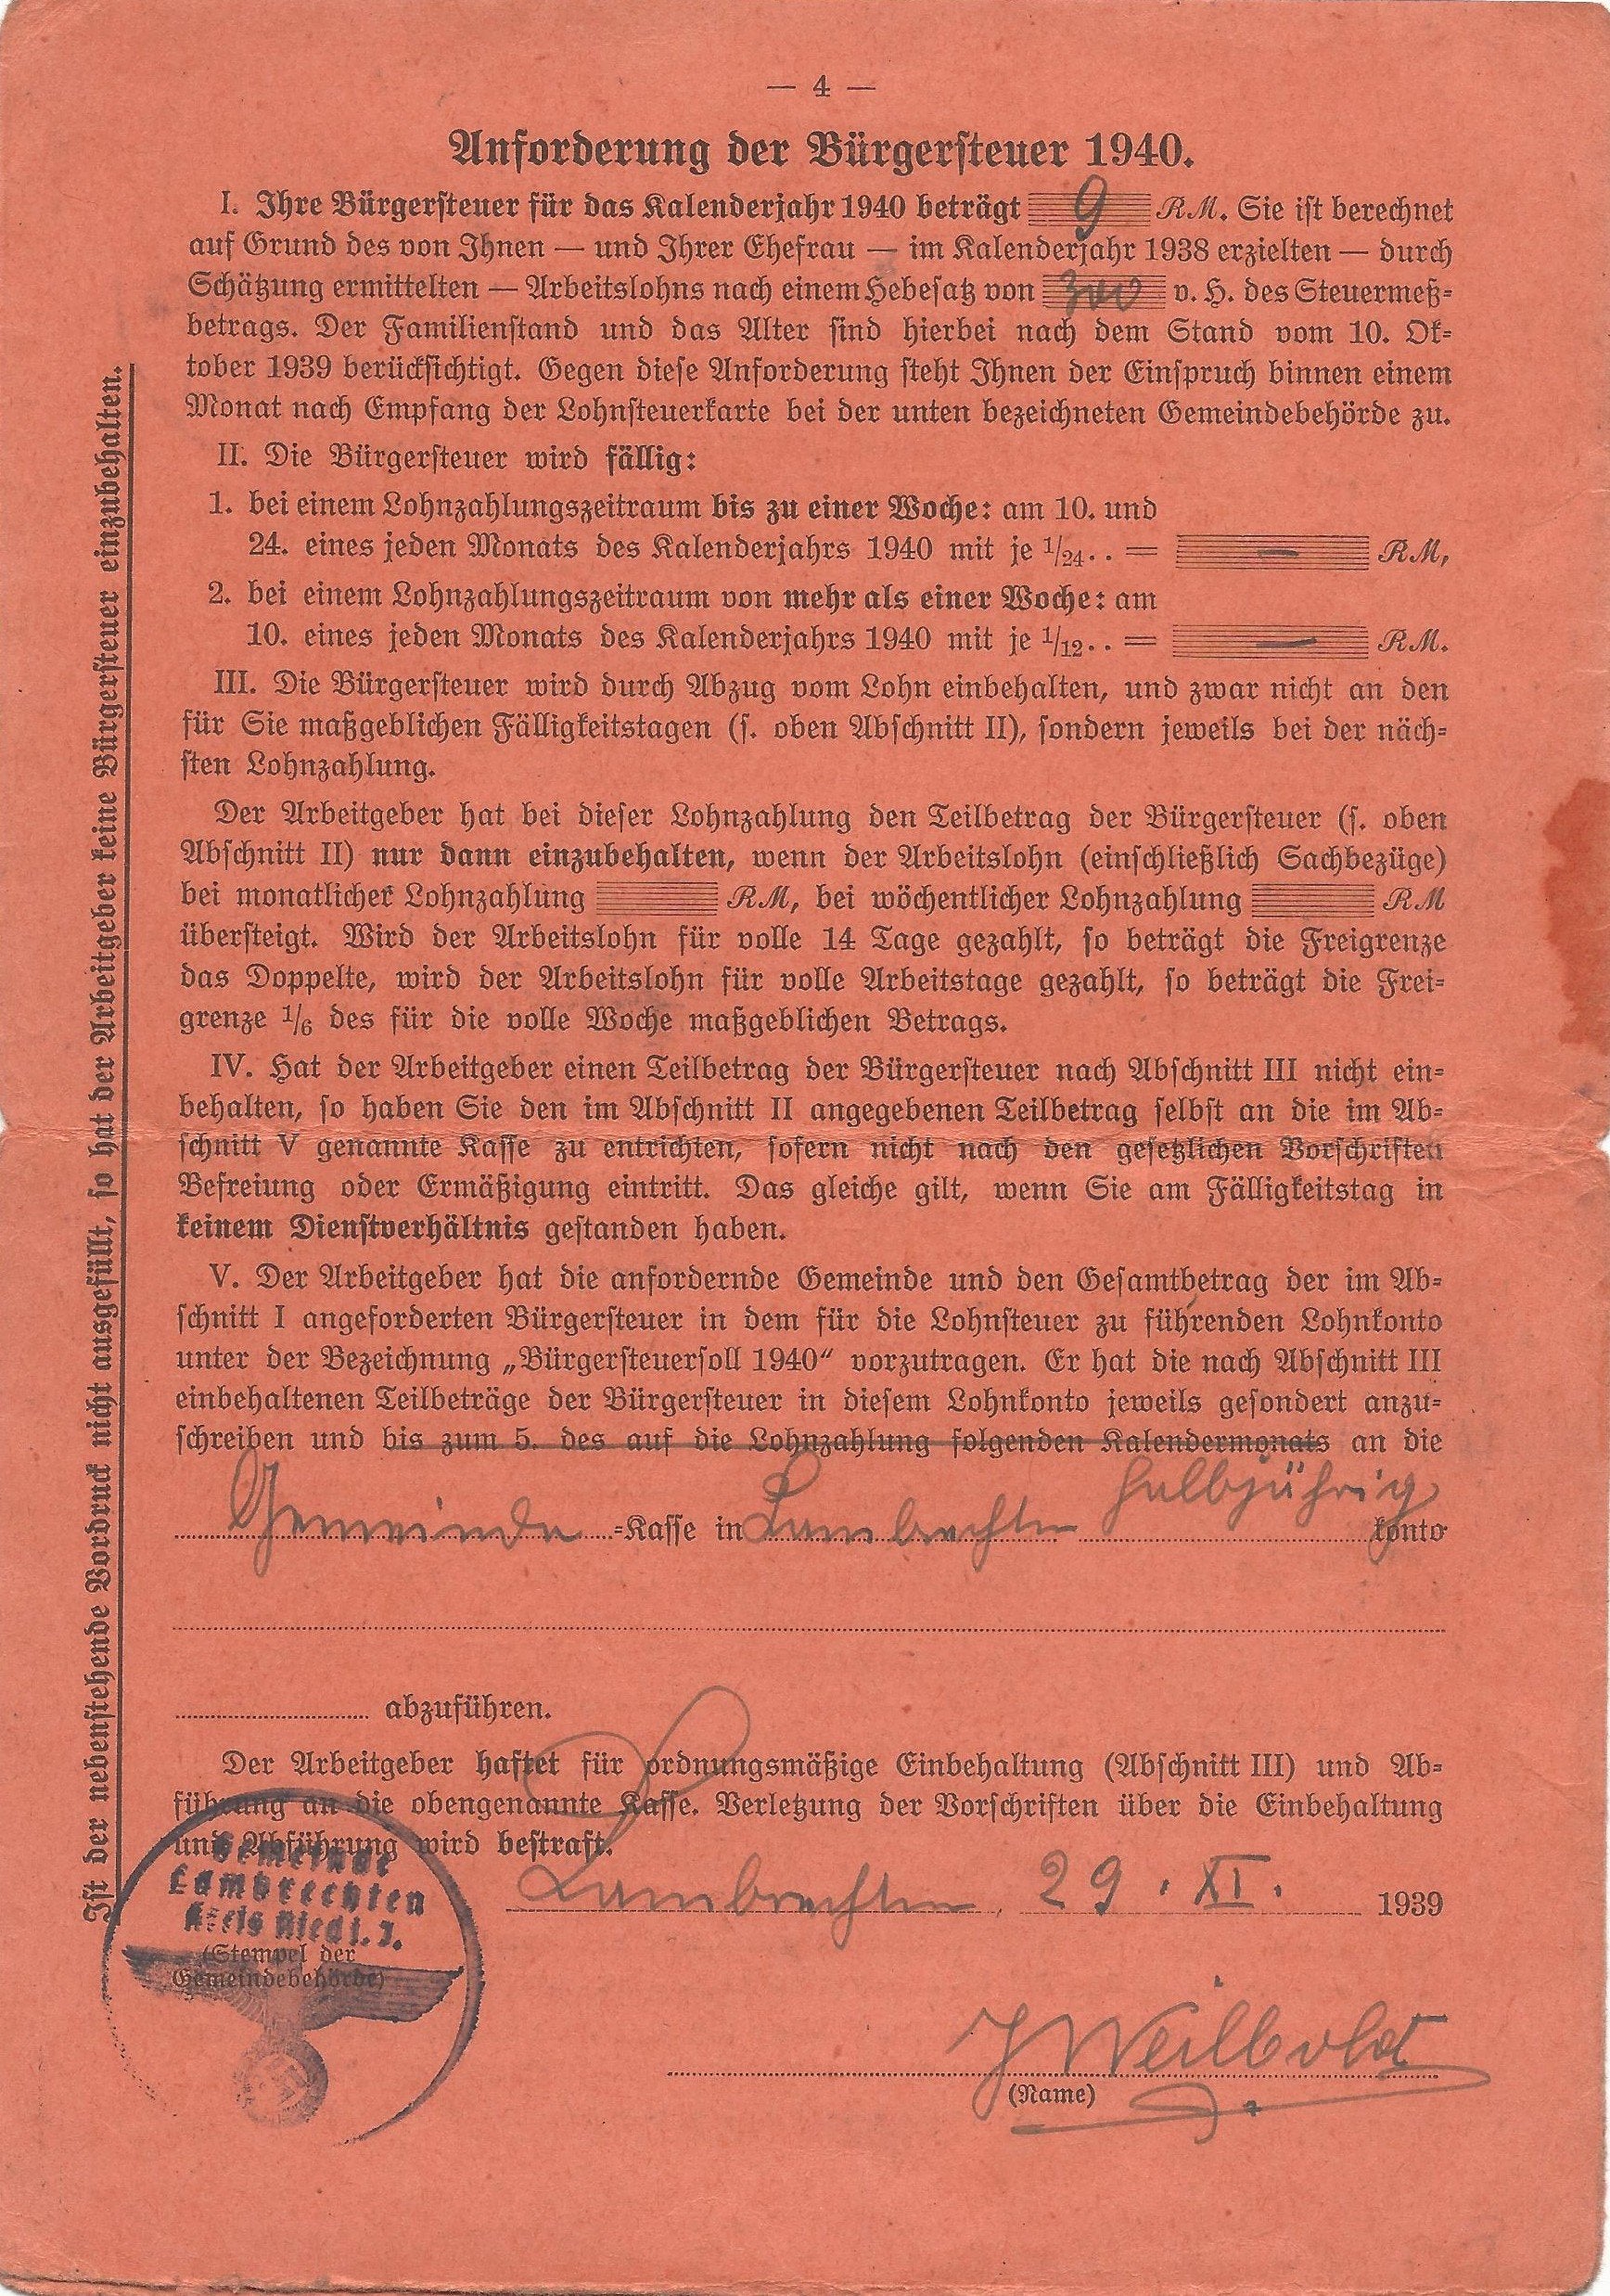 — 4 —
Anforderung der Bürgersteuer 1940.
I. Ihre Bürgersteuer für das Kalenderjahr 1940 beträgt 9 RM. Sie ist berechnet
auf Grund des von Ihnen — und Ihrer Ehefrau — im Kalenderjahr 1938 erzielten — durch
Schätzung ermittelten — Arbeitslohns nach einem Hebesatz von 300 v. H. des Steuermeß-
betrags. Der Familienstand und das Alter sind hierbei nach dem Stand vom 10. Ok-
tober 1939 berücksichtigt. Gegen diese Anforderung steht Ihnen der Einspruch binnen einem
Monat nach Empfang der Lohnsteuerkarte bei der unten bezeichneten Gemeindebehörde zu.
II. Die Bürgersteuer wird fällig:
1. bei einem Lohnzahlungszeitraum bis zu einer Woche: am 10. und
24. eines jeden Monats des Kalenderjahrs 1940 mit je 1/24 . . = — RM,
2. bei einem Lohnzahlungszeitraum von mehr als einer Woche: am
10. eines jeden Monats des Kalenderjahrs 1940 mit je 1/12 . . = — RM.
III. Die Bürgersteuer wird durch Abzug vom Lohn einbehalten, und zwar nicht an den
für Sie maßgeblichen Fälligkeitstagen (s. oben Abschnitt II), sondern jeweils bei der näch-
sten Lohnzahlung.
Der Arbeitgeber hat bei dieser Lohnzahlung den Teilbetrag der Bürgersteuer (s. oben
Abschnitt II) nur dann einzubehalten, wenn der Arbeitslohn (einschließlich Sachbezüge)
bei monatlicher Lohnzahlung RM, bei wöchentlicher Lohnzahlung RM
übersteigt. Wird der Arbeitslohn für volle 14 Tage gezahlt, so beträgt die Freigrenze
das Doppelte, wird der Arbeitslohn für volle Arbeitstage gezahlt, so beträgt die Frei-
grenze 1/6 des für die volle Woche maßgeblichen Betrags.
IV. Hat der Arbeitgeber einen Teilbetrag der Bürgersteuer nach Abschnitt III nicht ein-
behalten, so haben Sie den im Abschnitt II angegebenen Teilbetrag selbst an die im Ab-
schnitt V genannte Kasse zu entrichten, sofern nicht nach den gesetzlichen Vorschriften
Befreiung oder Ermäßigung eintritt. Das gleiche gilt, wenn Sie am Fälligkeitstag in
keinem Dienstverhältnis gestanden haben.
V. Der Arbeitgeber hat die anfordernde Gemeinde und den Gesamtbetrag der im Ab-
schnitt I angeforderten Bürgersteuer in dem für die Lohnsteuer zu führenden Lohnkonto
unter der Bezeichnung „Bürgersteuersoll 1940“ vorzutragen. Er hat die nach Abschnitt III
einbehaltenen Teilbeträge der Bürgersteuer in diesem Lohnkonto jeweils gesondert anzu-
schreiben und bis zum 5. des auf die Lohnzahlung folgenden Kalendermonats an die
halbjährig
Gemeinde -Kasse in Lambrechten konto
abzuführen.
Der Arbeitgeber haftet für ordnungsmäßige Einbehaltung (Abschnitt III) und Ab-
führung an die obengenannte Kasse. Verletzung der Vorschriften über die Einbehaltung
und Abführung wird bestraft.
Lambrechten, 29. XI. 1939
Gemeinde
Lambrechten
Kreis Ried i. I.
(Stempel der
Gemeindebehörde)
(Name)
Ist der nebenstehende Vordruck nicht ausgefüllt, so hat der Arbeitgeber keine Bürgersteuer einzubehalten.